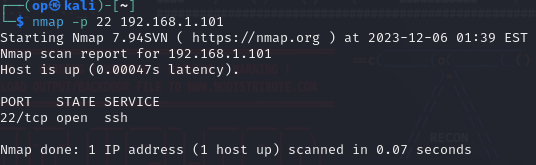 ┌──(op㉿kali)-[~]
└─$ nmap -p 22 192.168.1.101
Starting Nmap 7.94SVN ( https://nmap.org ) at 2023-12-06 01:39 EST
Nmap scan report for 192.168.1.101
Host is up (0.00047s latency).
PORT   STATE SERVICE
22/tcp open  ssh
RECON
Nmap done: 1 IP address (1 host up) scanned in 0.07 seconds